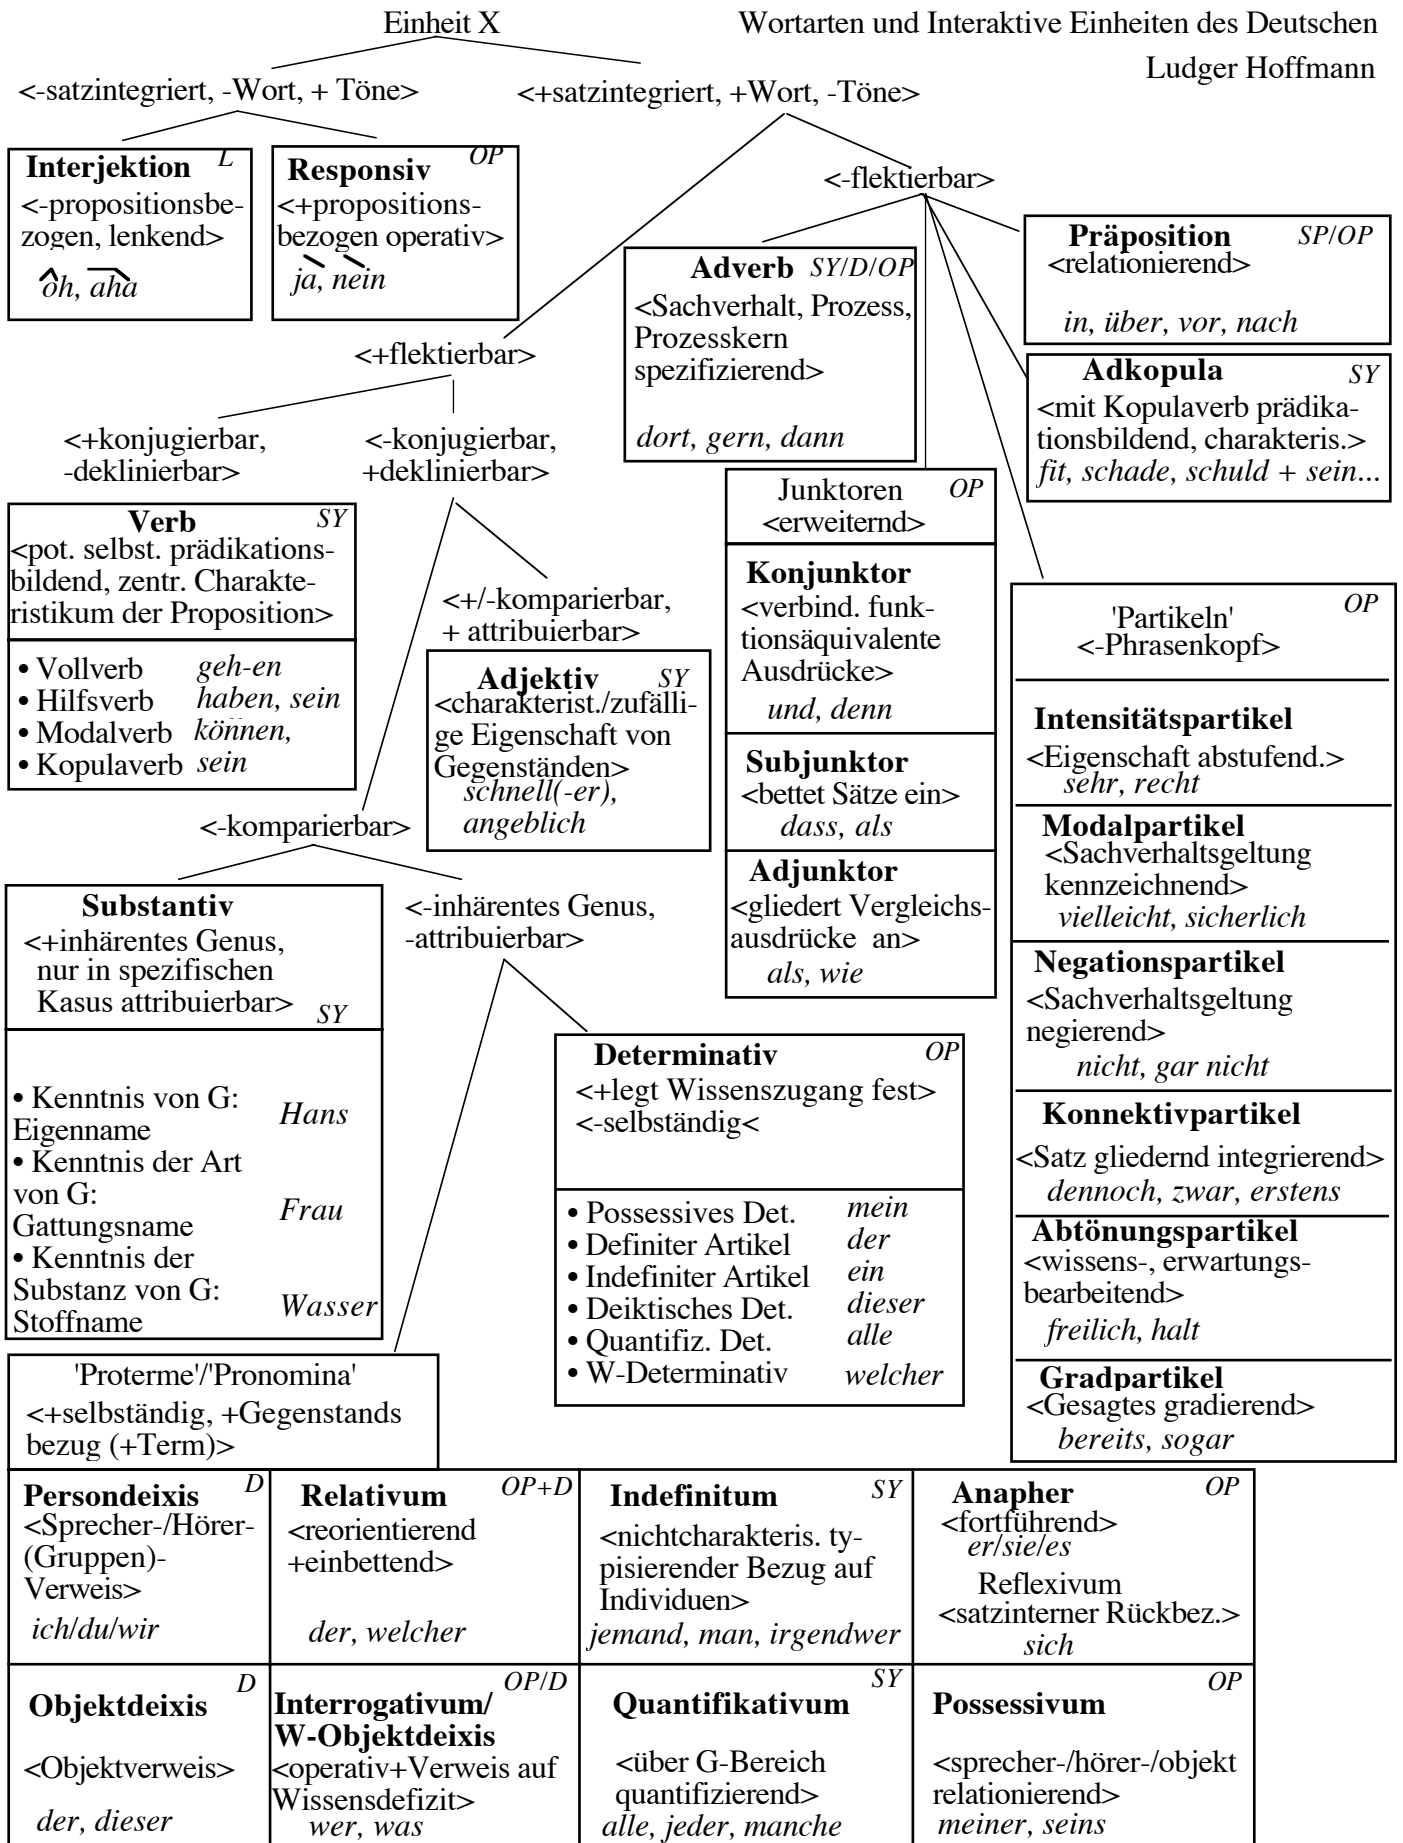 Einheit X
Wortarten und Interaktive Einheiten des Deutschen
Ludger Hoffmann
<-satzintegriert, -Wort, + Töne>
<+satzintegriert, +Wort, -Töne>
Interjektion L
<-propositionsbe-
zogen, lenkend>
ôh, aha
Responsiv OP
<+propositions-
bezogen operativ>
ja, nein
<-flektierbar>
Adverb SY/D/OP
<Sachverhalt, Prozess,
Prozesskern
spezifizierend>
dort, gern, dann
Präposition SP/OP
<relationierend>
in, über, vor, nach
Adkopula SY
<mit Kopulaverb prädika-
tionsbildend, charakteris.>
fit, schade, schuld + sein...
<+flektierbar>
<+konjugierbar,
-deklinierbar>
<-konjugierbar,
+deklinierbar>
Verb SY
<pot. selbst. prädikations-
bildend, zentr. Charakte-
ristikum der Proposition>
• Vollverb geh-en
• Hilfsverb haben, sein
• Modalverb können,
• Kopulaverb sein
<+/-komparierbar,
+ attribuierbar>
Adjektiv SY
<charakterist./zufälli-
ge Eigenschaft von
Gegenständen>
schnell(-er),
angeblich
Junktoren OP
<erweiternd>
Konjunktor
<verbind. funk-
tionsäquivalente
Ausdrücke>
und, denn
Subjunktor
<bettet Sätze ein>
dass, als
Adjunktor
<gliedert Vergleichs-
ausdrücke an>
als, wie
'Partikeln' OP
<-Phrasenkopf>
Intensitätspartikel
<Eigenschaft abstufend.>
sehr, recht
Modalpartikel
<Sachverhaltsgeltung
kennzeichnend>
vielleicht, sicherlich
Negationspartikel
<Sachverhaltsgeltung
negierend>
nicht, gar nicht
Konnektivpartikel
<Satz gliedernd integrierend>
dennoch, zwar, erstens
Abtönungspartikel
<wissens-, erwartungs-
bearbeitend>
freilich, halt
Gradpartikel
<Gesagtes gradierend>
bereits, sogar
<-komparierbar>
Substantiv
<+inhärentes Genus,
nur in spezifischen
Kasus attribuierbar> SY
• Kenntnis von G:
Eigenname Hans
• Kenntnis der Art
von G:
Gattungsname Frau
• Kenntnis der
Substanz von G:
Stoffname Wasser
<-inhärentes Genus,
-attribuierbar>
Determinativ OP
<+legt Wissenszugang fest>
<-selbständig<
• Possessives Det. mein
• Definiter Artikel der
• Indefiniter Artikel ein
• Deiktisches Det. dieser
• Quantifiz. Det. alle
• W-Determinativ welcher
'Proterme'/'Pronomina'
<+selbständig, +Gegenstands
bezug (+Term)>
Persondeixis D
<Sprecher-/Hörer-
(Gruppen)-
Verweis>
ich/du/wir
Relativum OP+D
<reorientierend
+einbettend>
der, welcher
Indefinitum SY
<nichtcharakteris. ty-
pisierender Bezug auf
Individuen>
jemand, man, irgendwer
Anapher OP
<fortführend>
er/sie/es
Reflexivum
<satzinterner Rückbez.>
sich
Objektdeixis D
<Objektverweis>
der, dieser
Interrogativum/ OP/D
W-Objektdeixis
<operativ+Verweis auf
Wissensdefizit>
wer, was
Quantifikativum SY
<über G-Bereich
quantifizierend>
alle, jeder, manche
Possessivum OP
<sprecher-/hörer-/objekt
relationierend>
meiner, seins